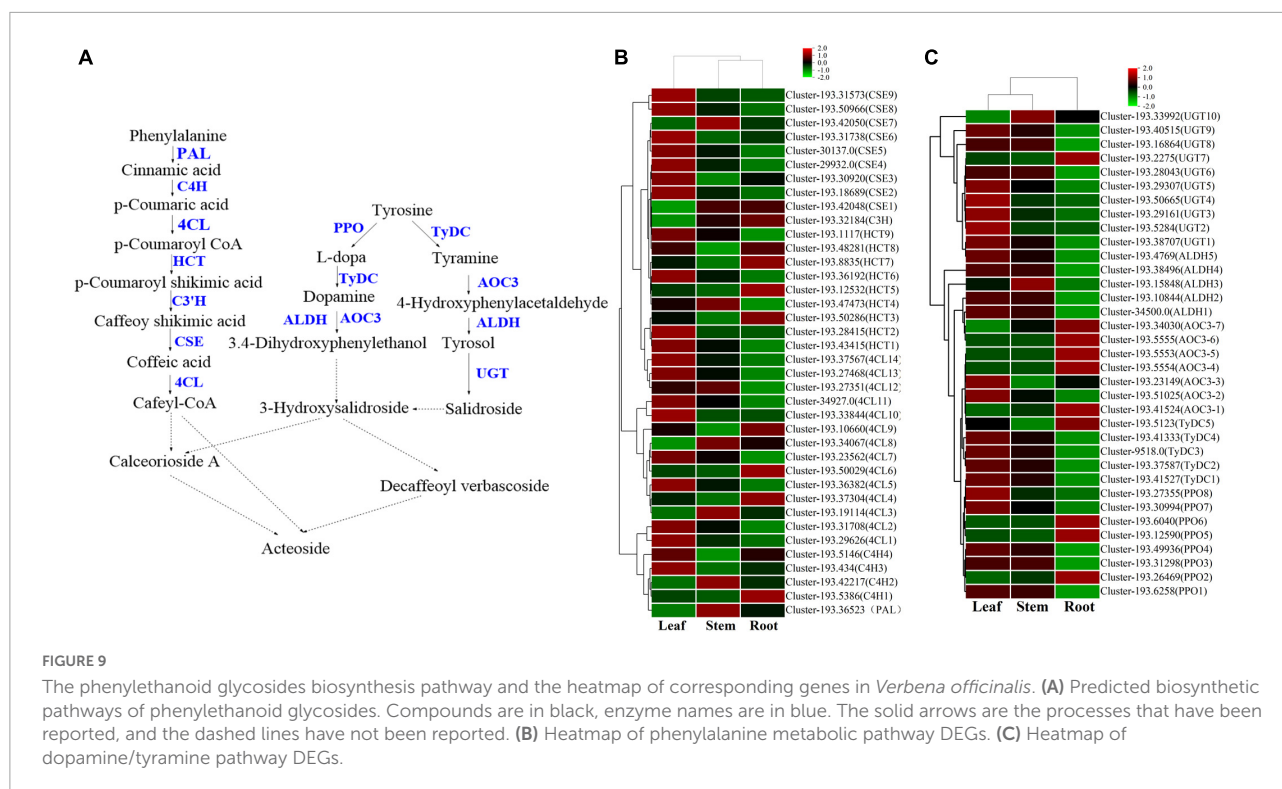 A
Phenylalanine
PAL
Cinnamic acid
C4H
p-Coumaric acid
4CL
p-Coumaroyl CoA
HCT
p-Coumaroyl shikimic acid
C3'H
Caffeoy shikimic acid
CSE
Coffeic acid
4CL
Cafeyl-CoA
Calceorioside A
Acteoside
Tyrosine
PPO
TyDC
L-dopa
Tyramine
TyDC
AOC3
Dopamine
4-Hydroxyphenylacetaldehyde
ALDH
AOC3
ALDH
3.4-Dihydroxyphenylethanol
Tyrosol
UGT
3-Hydroxysalidroside
Salidroside
Decaffeoyl verbascoside
B
2.0
1.0
0.0
-1.0
-2.0
Cluster-193.31573(CSE9)
Cluster-193.50966(CSE8)
Cluster-193.42050(CSE7)
Cluster-193.31738(CSE6)
Cluster-30137.0(CSE5)
Cluster-29932.0(CSE4)
Cluster-193.30920(CSE3)
Cluster-193.18689(CSE2)
Cluster-193.42048(CSE1)
Cluster-193.32184(C3H)
Cluster-193.1117(HCT9)
Cluster-193.48281(HCT8)
Cluster-193.8835(HCT7)
Cluster-193.36192(HCT6)
Cluster-193.12532(HCT5)
Cluster-193.47473(HCT4)
Cluster-193.50286(HCT3)
Cluster-193.28415(HCT2)
Cluster-193.43415(HCT1)
Cluster-193.37567(4CL14)
Cluster-193.27468(4CL13)
Cluster-193.27351(4CL12)
Cluster-34927.0(4CL11)
Cluster-193.33844(4CL10)
Cluster-193.10660(4CL9)
Cluster-193.34067(4CL8)
Cluster-193.23562(4CL7)
Cluster-193.50029(4CL6)
Cluster-193.36382(4CL5)
Cluster-193.37304(4CL4)
Cluster-193.19114(4CL3)
Cluster-193.31708(4CL2)
Cluster-193.29626(4CL1)
Cluster-193.5146(C4H4)
Cluster-193.434(C4H3)
Cluster-193.42217(C4H2)
Cluster-193.5386(C4H1)
Cluster-193.36523（PAL）
Leaf Stem Root
C
2.0
1.0
0.0
-1.0
-2.0
Cluster-193.33992(UGT10)
Cluster-193.40515(UGT9)
Cluster-193.16864(UGT8)
Cluster-193.2275(UGT7)
Cluster-193.28043(UGT6)
Cluster-193.29307(UGT5)
Cluster-193.50665(UGT4)
Cluster-193.29161(UGT3)
Cluster-193.5284(UGT2)
Cluster-193.38707(UGT1)
Cluster-193.4769(ALDH5)
Cluster-193.38496(ALDH4)
Cluster-193.15848(ALDH3)
Cluster-193.10844(ALDH2)
Cluster-34500.0(ALDH1)
Cluster-193.34030(AOC3-7)
Cluster-193.5555(AOC3-6)
Cluster-193.5553(AOC3-5)
Cluster-193.5554(AOC3-4)
Cluster-193.23149(AOC3-3)
Cluster-193.51025(AOC3-2)
Cluster-193.41524(AOC3-1)
Cluster-193.5123(TyDC5)
Cluster-193.41333(TyDC4)
Cluster-9518.0(TyDC3)
Cluster-193.37587(TyDC2)
Cluster-193.41527(TyDC1)
Cluster-193.27355(PPO8)
Cluster-193.30994(PPO7)
Cluster-193.6040(PPO6)
Cluster-193.12590(PPO5)
Cluster-193.49936(PPO4)
Cluster-193.31298(PPO3)
Cluster-193.26469(PPO2)
Cluster-193.6258(PPO1)
Leaf Stem Root
FIGURE 9
The phenylethanoid glycosides biosynthesis pathway and the heatmap of corresponding genes in Verbena officinalis. (A) Predicted biosynthetic
pathways of phenylethanoid glycosides. Compounds are in black, enzyme names are in blue. The solid arrows are the processes that have been
reported, and the dashed lines have not been reported. (B) Heatmap of phenylalanine metabolic pathway DEGs. (C) Heatmap of
dopamine/tyramine pathway DEGs.